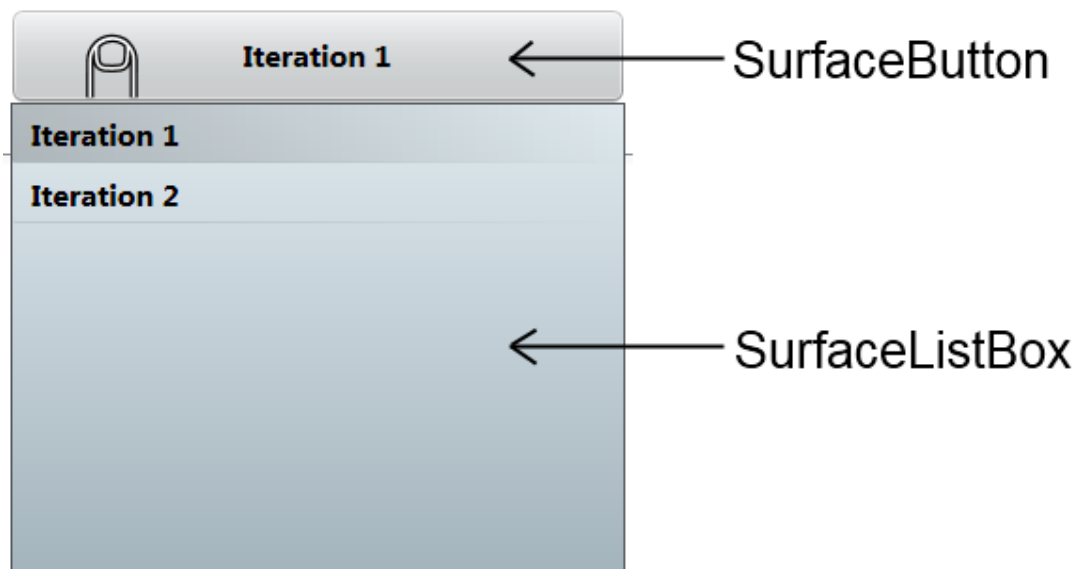 Iteration 1
SurfaceButton
Iteration 1
Iteration 2
SurfaceListBox